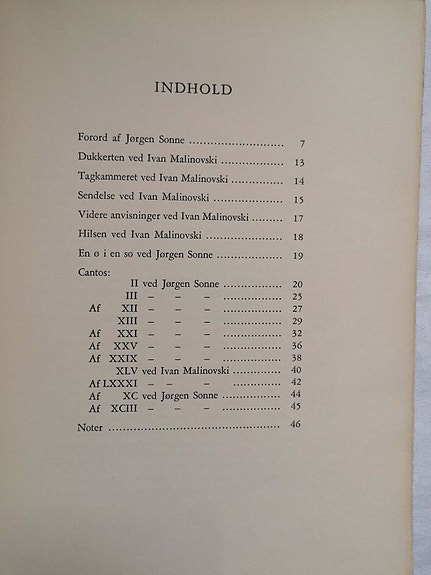 INDHOLD
Forord af Jørgen Sonne ........................... 7
Dukkerten ved Ivan Malinovski .................. 13
Tagkammeret ved Ivan Malinovski ............... 14
Sendelse ved Ivan Malinovski .................... 15
Videre anvisninger ved Ivan Malinovski ......... 17
Hilsen ved Ivan Malinovski ....................... 18
En ø i en sø ved Jørgen Sonne ................... 19
Cantos:
II ved Jørgen Sonne ................. 20
III – – – ................. 25
Af XII – – – ................. 27
XIII – – – ................. 29
Af XXI – – – ................. 32
Af XXV – – – ................. 36
Af XXIX – – – ................. 38
XLV ved Ivan Malinovski ............... 40
Af LXXXI – – – ............... 42
Af XC ved Jørgen Sonne ................. 44
Af XCIII – – – ................. 45
Noter ................................................ 46